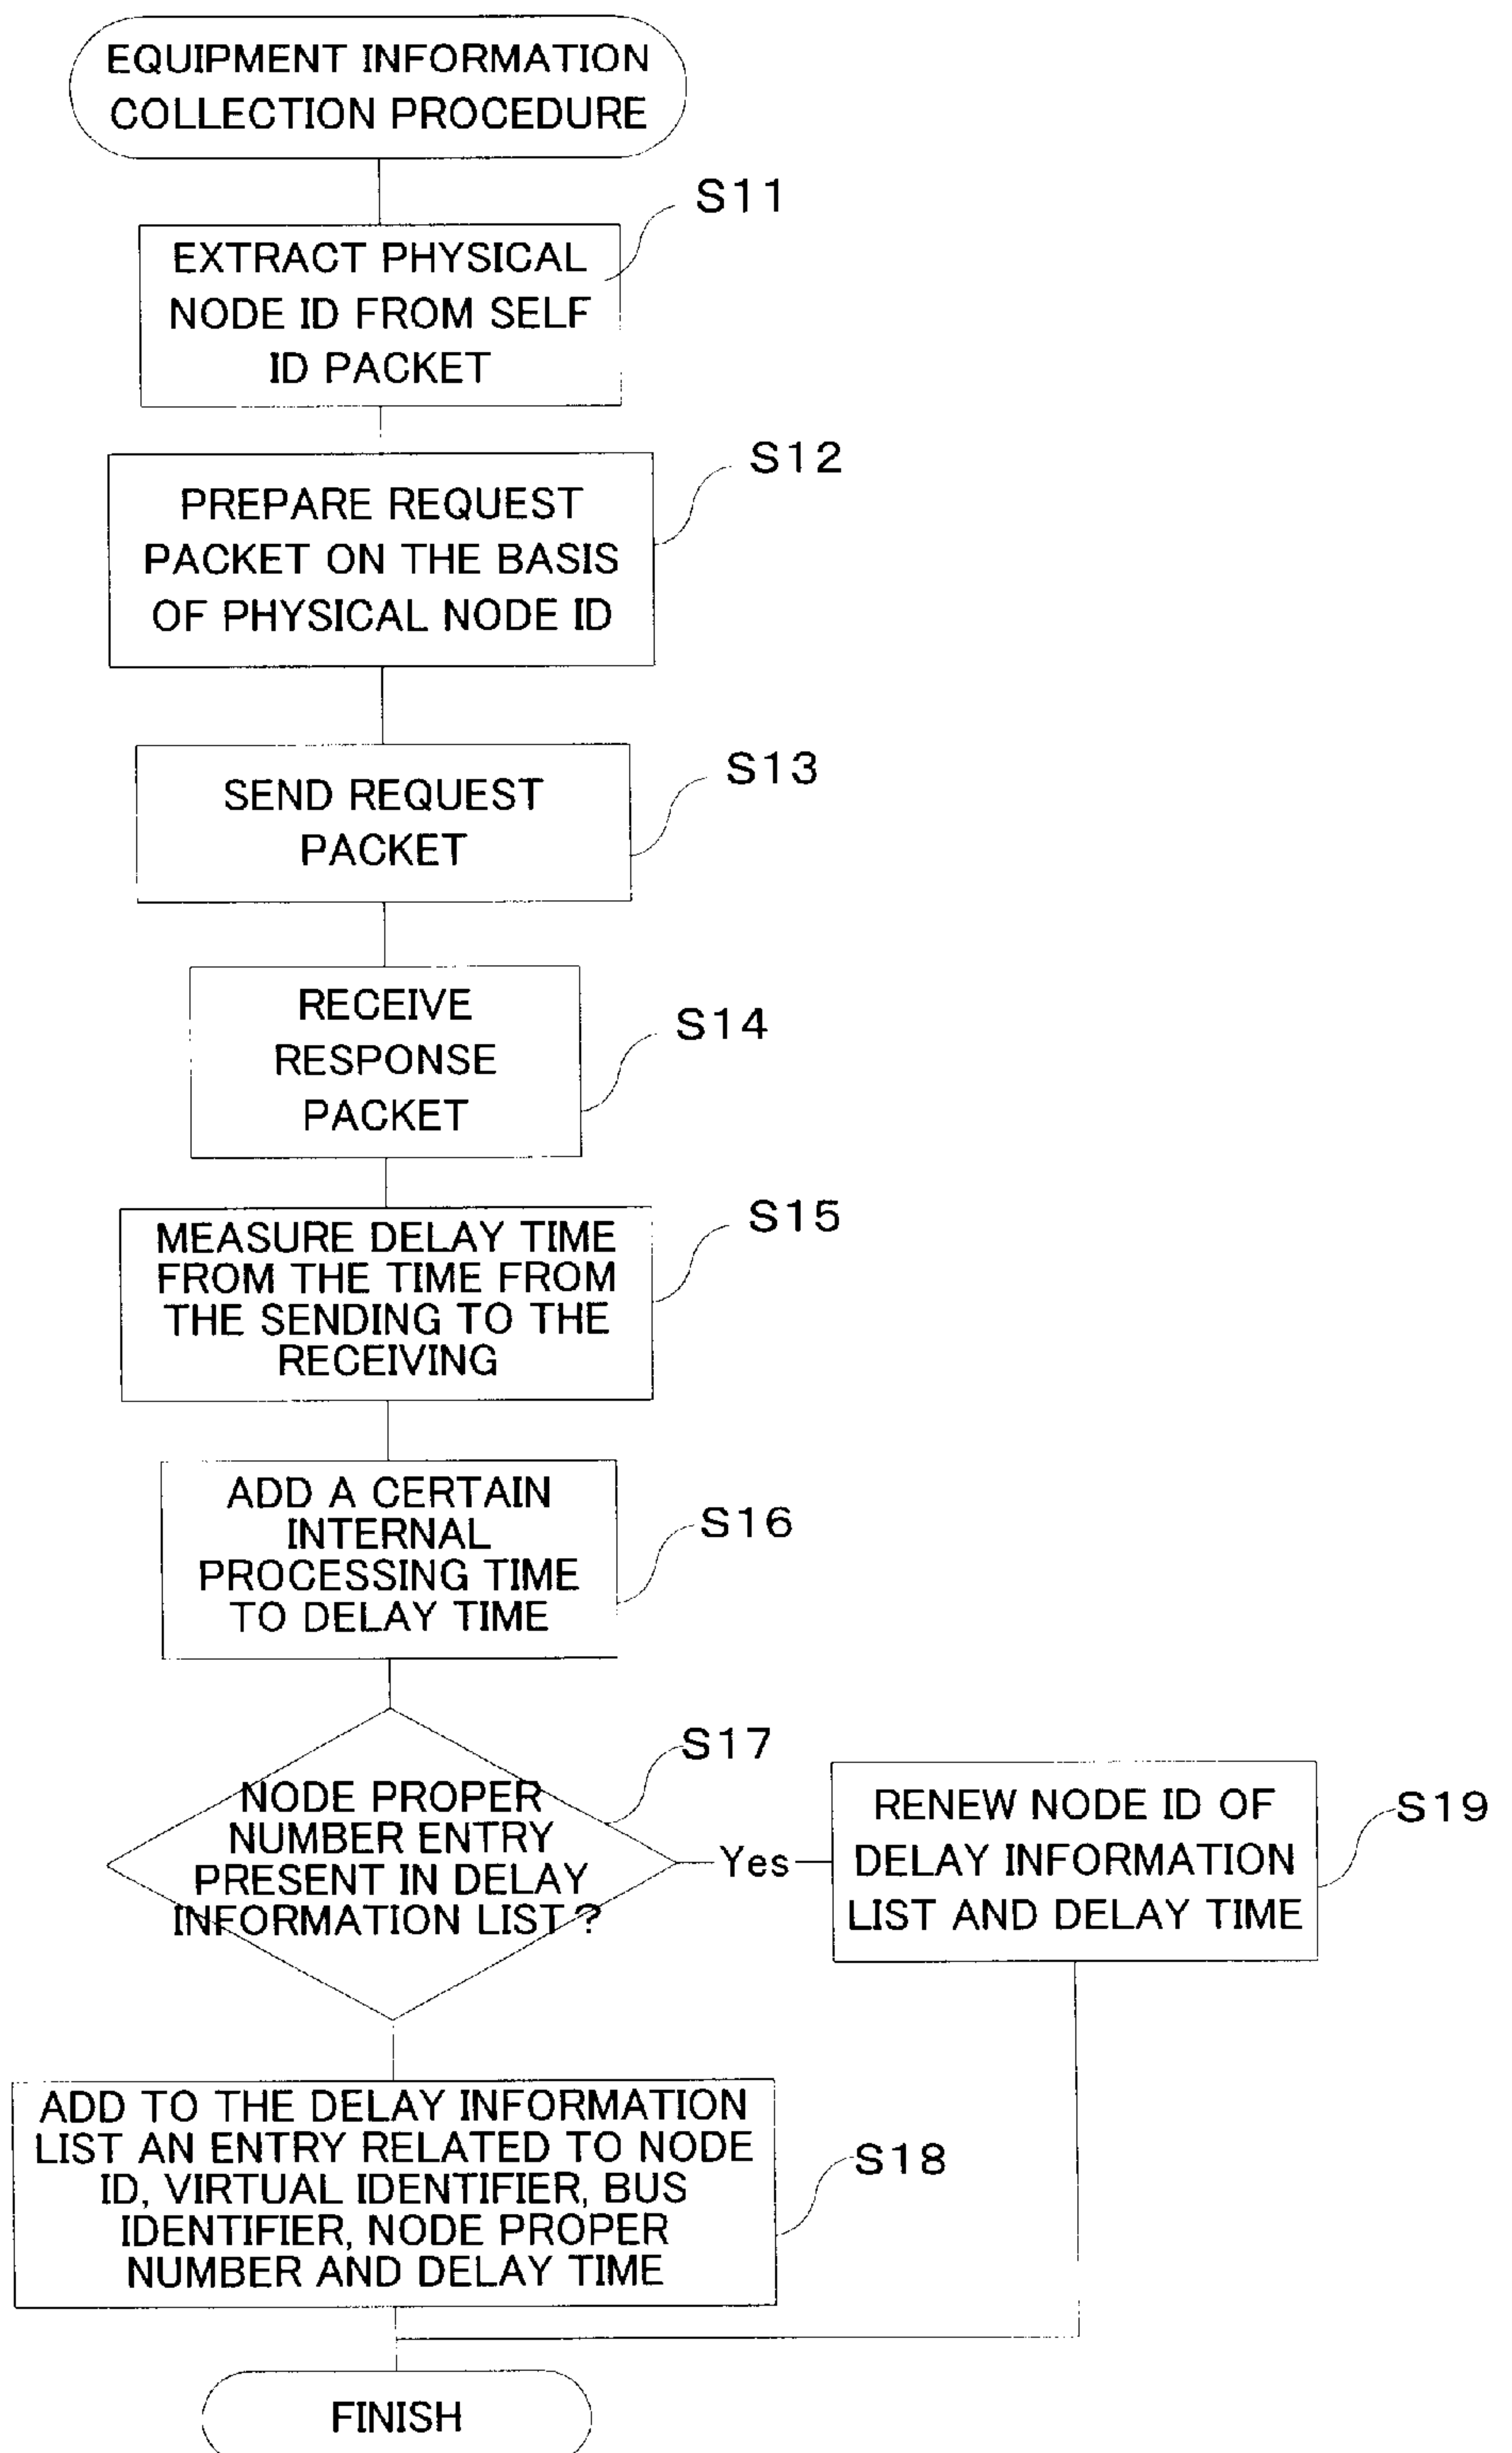 EQUIPMENT INFORMATION
COLLECTION PROCEDURE
S11
EXTRACT PHYSICAL
NODE ID FROM SELF
ID PACKET
S12
PREPARE REQUEST
PACKET ON THE BASIS
OF PHYSICAL NODE ID
S13
SEND REQUEST
PACKET
S14
RECEIVE
RESPONSE
PACKET
S15
MEASURE DELAY TIME
FROM THE TIME FROM
THE SENDING TO THE
RECEIVING
S16
ADD A CERTAIN
INTERNAL
PROCESSING TIME
TO DELAY TIME
S17
NODE PROPER
NUMBER ENTRY
PRESENT IN DELAY
INFORMATION LIST?
Yes
S19
RENEW NODE ID OF
DELAY INFORMATION
LIST AND DELAY TIME
S18
ADD TO THE DELAY INFORMATION
LIST AN ENTRY RELATED TO NODE
ID, VIRTUAL IDENTIFIER, BUS
IDENTIFIER, NODE PROPER
NUMBER AND DELAY TIME
FINISH